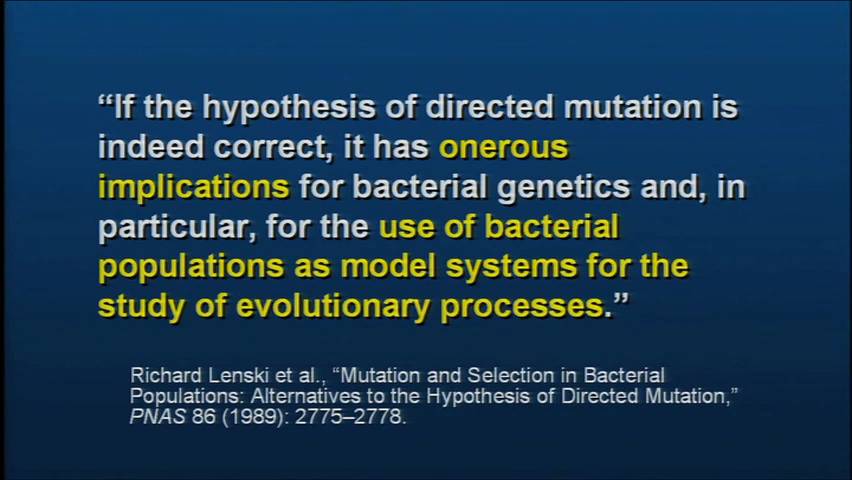 “If the hypothesis of directed mutation is
indeed correct, it has onerous
implications for bacterial genetics and, in
particular, for the use of bacterial
populations as model systems for the
study of evolutionary processes.”
Richard Lenski et al., “Mutation and Selection in Bacterial
Populations: Alternatives to the Hypothesis of Directed Mutation,”
PNAS 86 (1989): 2775–2778.